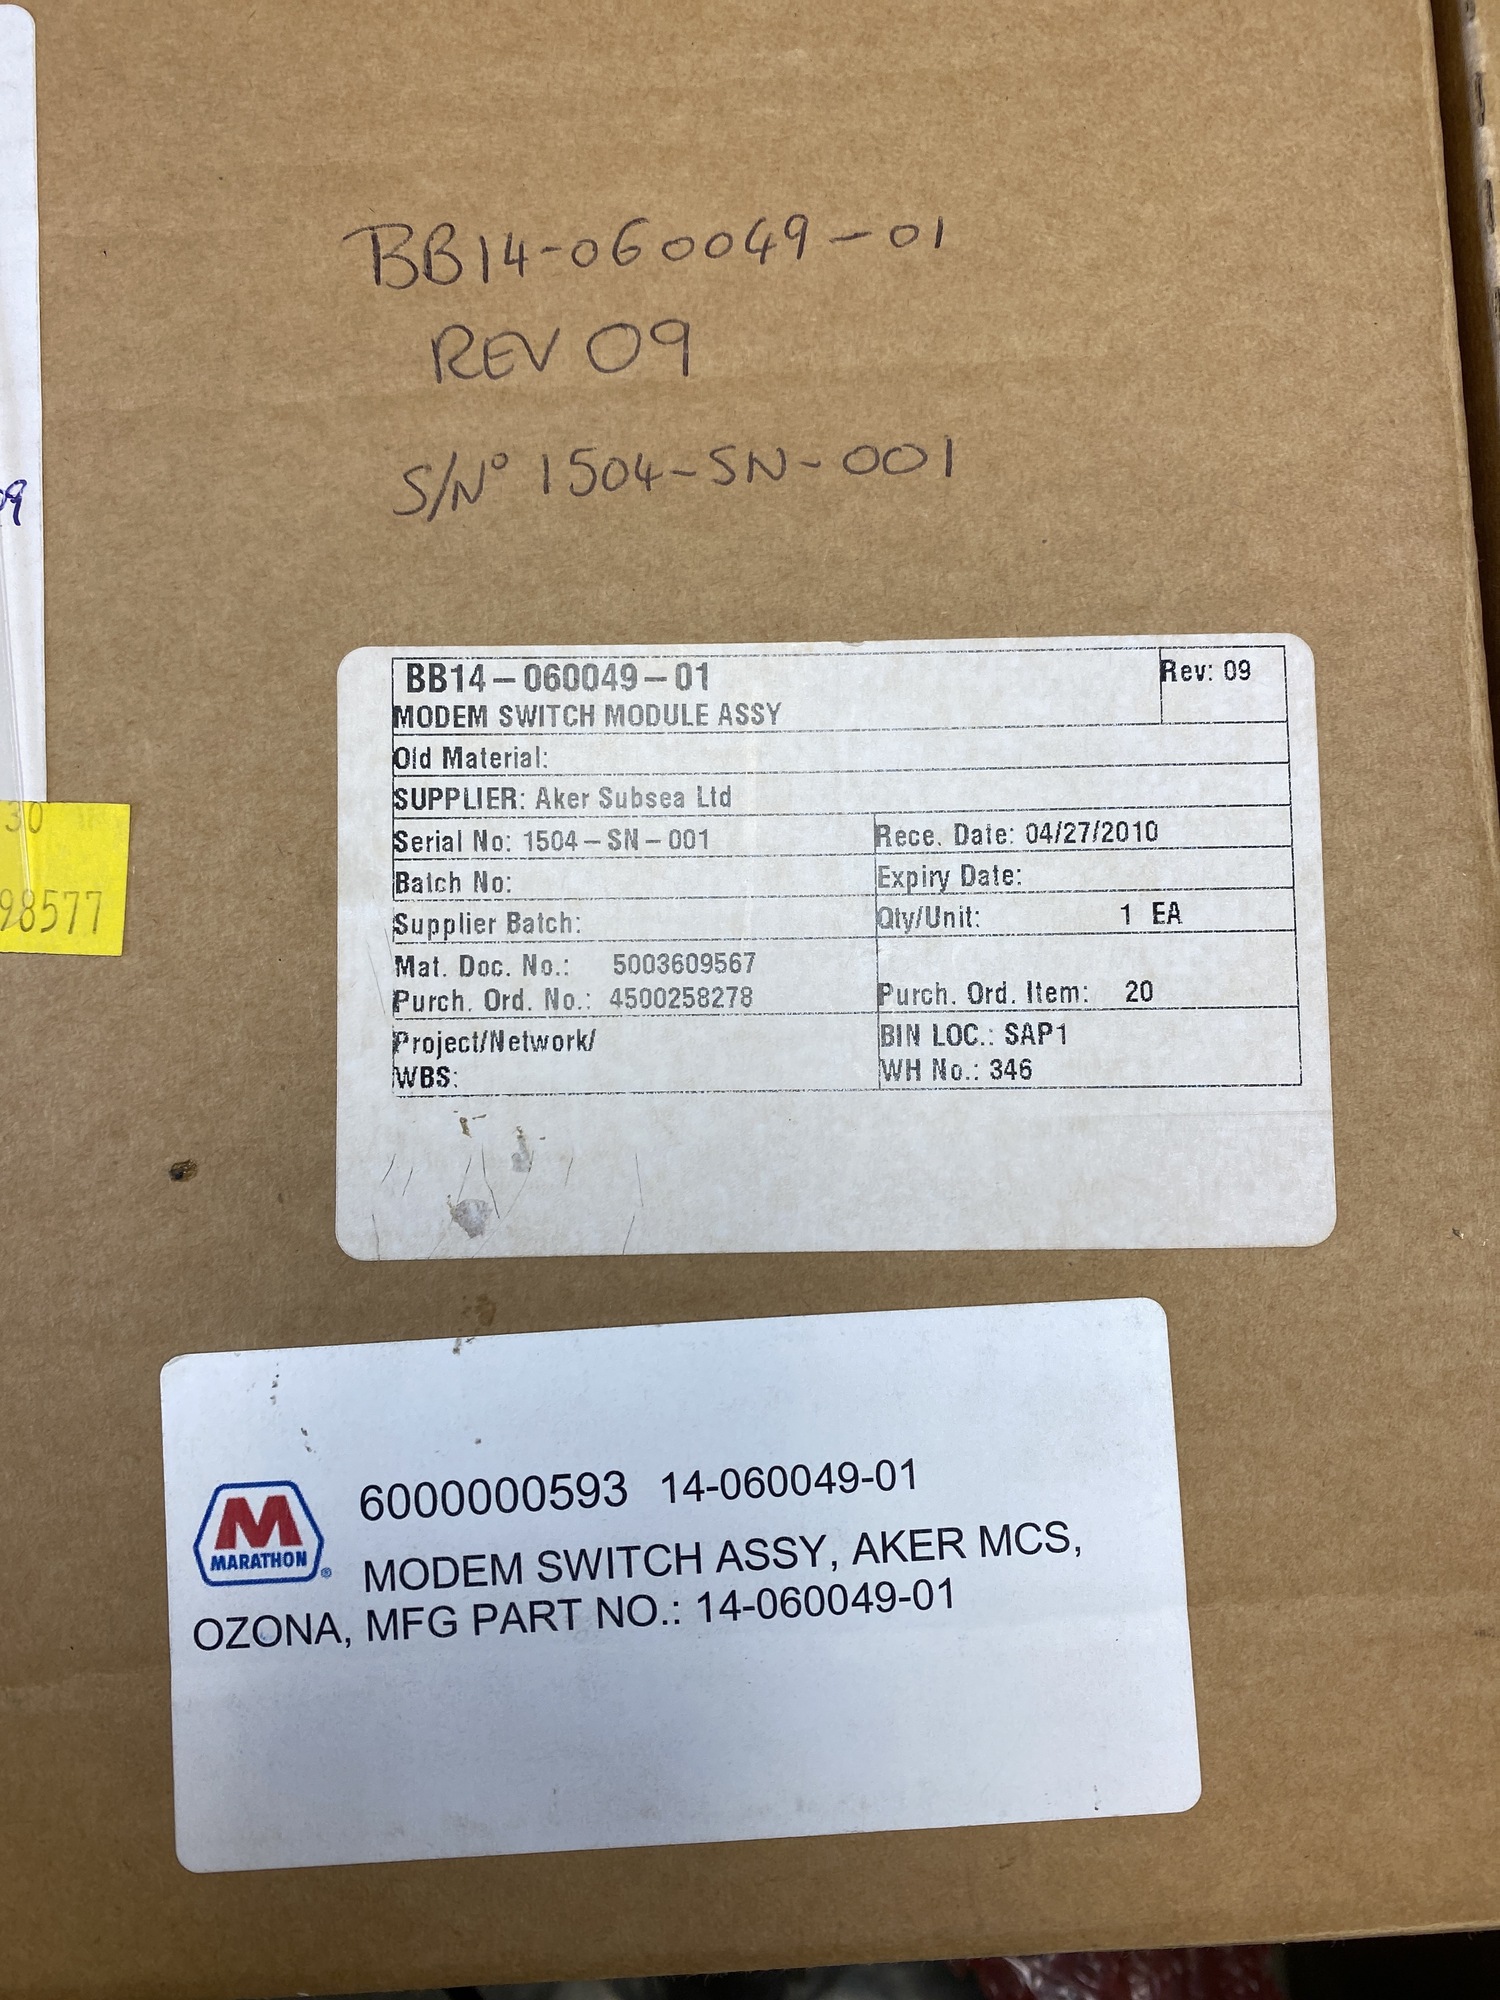 BB14-060049-01
REV 09
S/N° 1504-SN-001
09
30
98577
BB14-060049-01
Rev: 09
MODEM SWITCH MODULE ASSY
Old Material:
SUPPLIER: Aker Subsea Ltd
Serial No: 1504-SN-001
Rece. Date: 04/27/2010
Batch No:
Expiry Date:
Supplier Batch:
Qty/Unit: 1 EA
Mat. Doc. No.: 5003609567
Purch. Ord. No.: 4500258278
Purch. Ord. Item: 20
Project/Network/
WBS:
BIN LOC.: SAP1
WH No.: 346
M
MARATHON ®
6000000593 14-060049-01
MODEM SWITCH ASSY, AKER MCS,
OZONA, MFG PART NO.: 14-060049-01